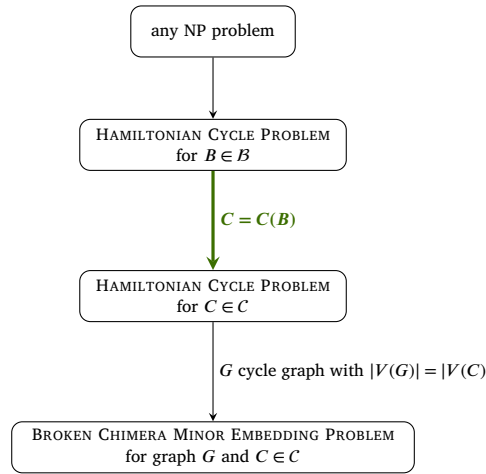 any NP problem
HAMILTONIAN CYCLE PROBLEM
for B ∈ ℬ
C = C(B)
HAMILTONIAN CYCLE PROBLEM
for C ∈ 𝒞
G cycle graph with |V(G)| = |V(C)
BROKEN CHIMERA MINOR EMBEDDING PROBLEM
for graph G and C ∈ 𝒞